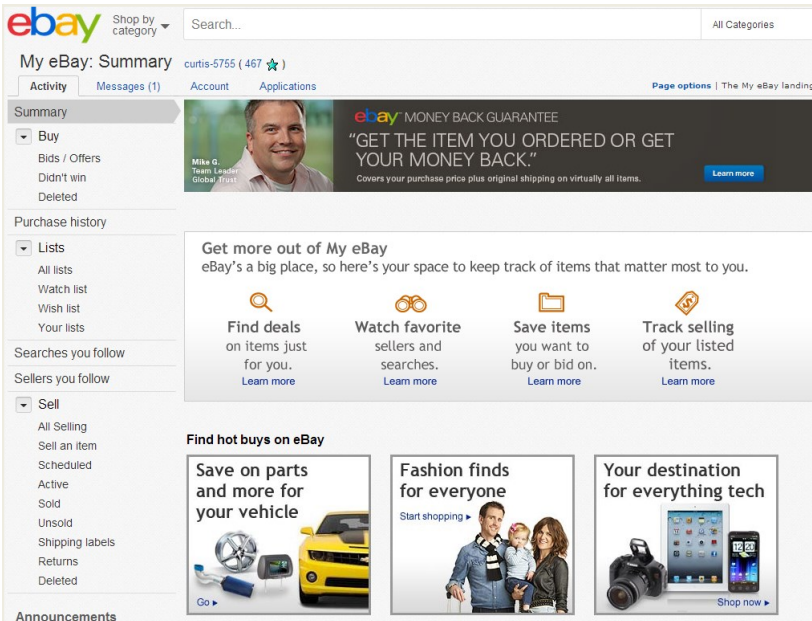 ebay
Shop by
category
Search...
All Categories
My eBay: Summary curtis-5755 ( 467 )
Activity Messages (1) Account Applications
Page options | The My eBay landing
Summary
Buy
Bids / Offers
Didn't win
Deleted
Purchase history
Lists
All lists
Watch list
Wish list
Your lists
Searches you follow
Sellers you follow
Sell
All Selling
Sell an item
Scheduled
Active
Sold
Unsold
Shipping labels
Returns
Deleted
Announcements
Mike G.
Team Leader
Global Trust
ebay MONEY BACK GUARANTEE
"GET THE ITEM YOU ORDERED OR GET
YOUR MONEY BACK."
Covers your purchase price plus original shipping on virtually all items.
Learn more
Get more out of My eBay
eBay's a big place, so here's your space to keep track of items that matter most to you.
Find deals
on items just
for you.
Learn more
Watch favorite
sellers and
searches.
Learn more
Save items
you want to
buy or bid on.
Learn more
Track selling
of your listed
items.
Learn more
Find hot buys on eBay
Save on parts
and more for
your vehicle
Go
Fashion finds
for everyone
Start shopping
Your destination
for everything tech
12 20
Shop now